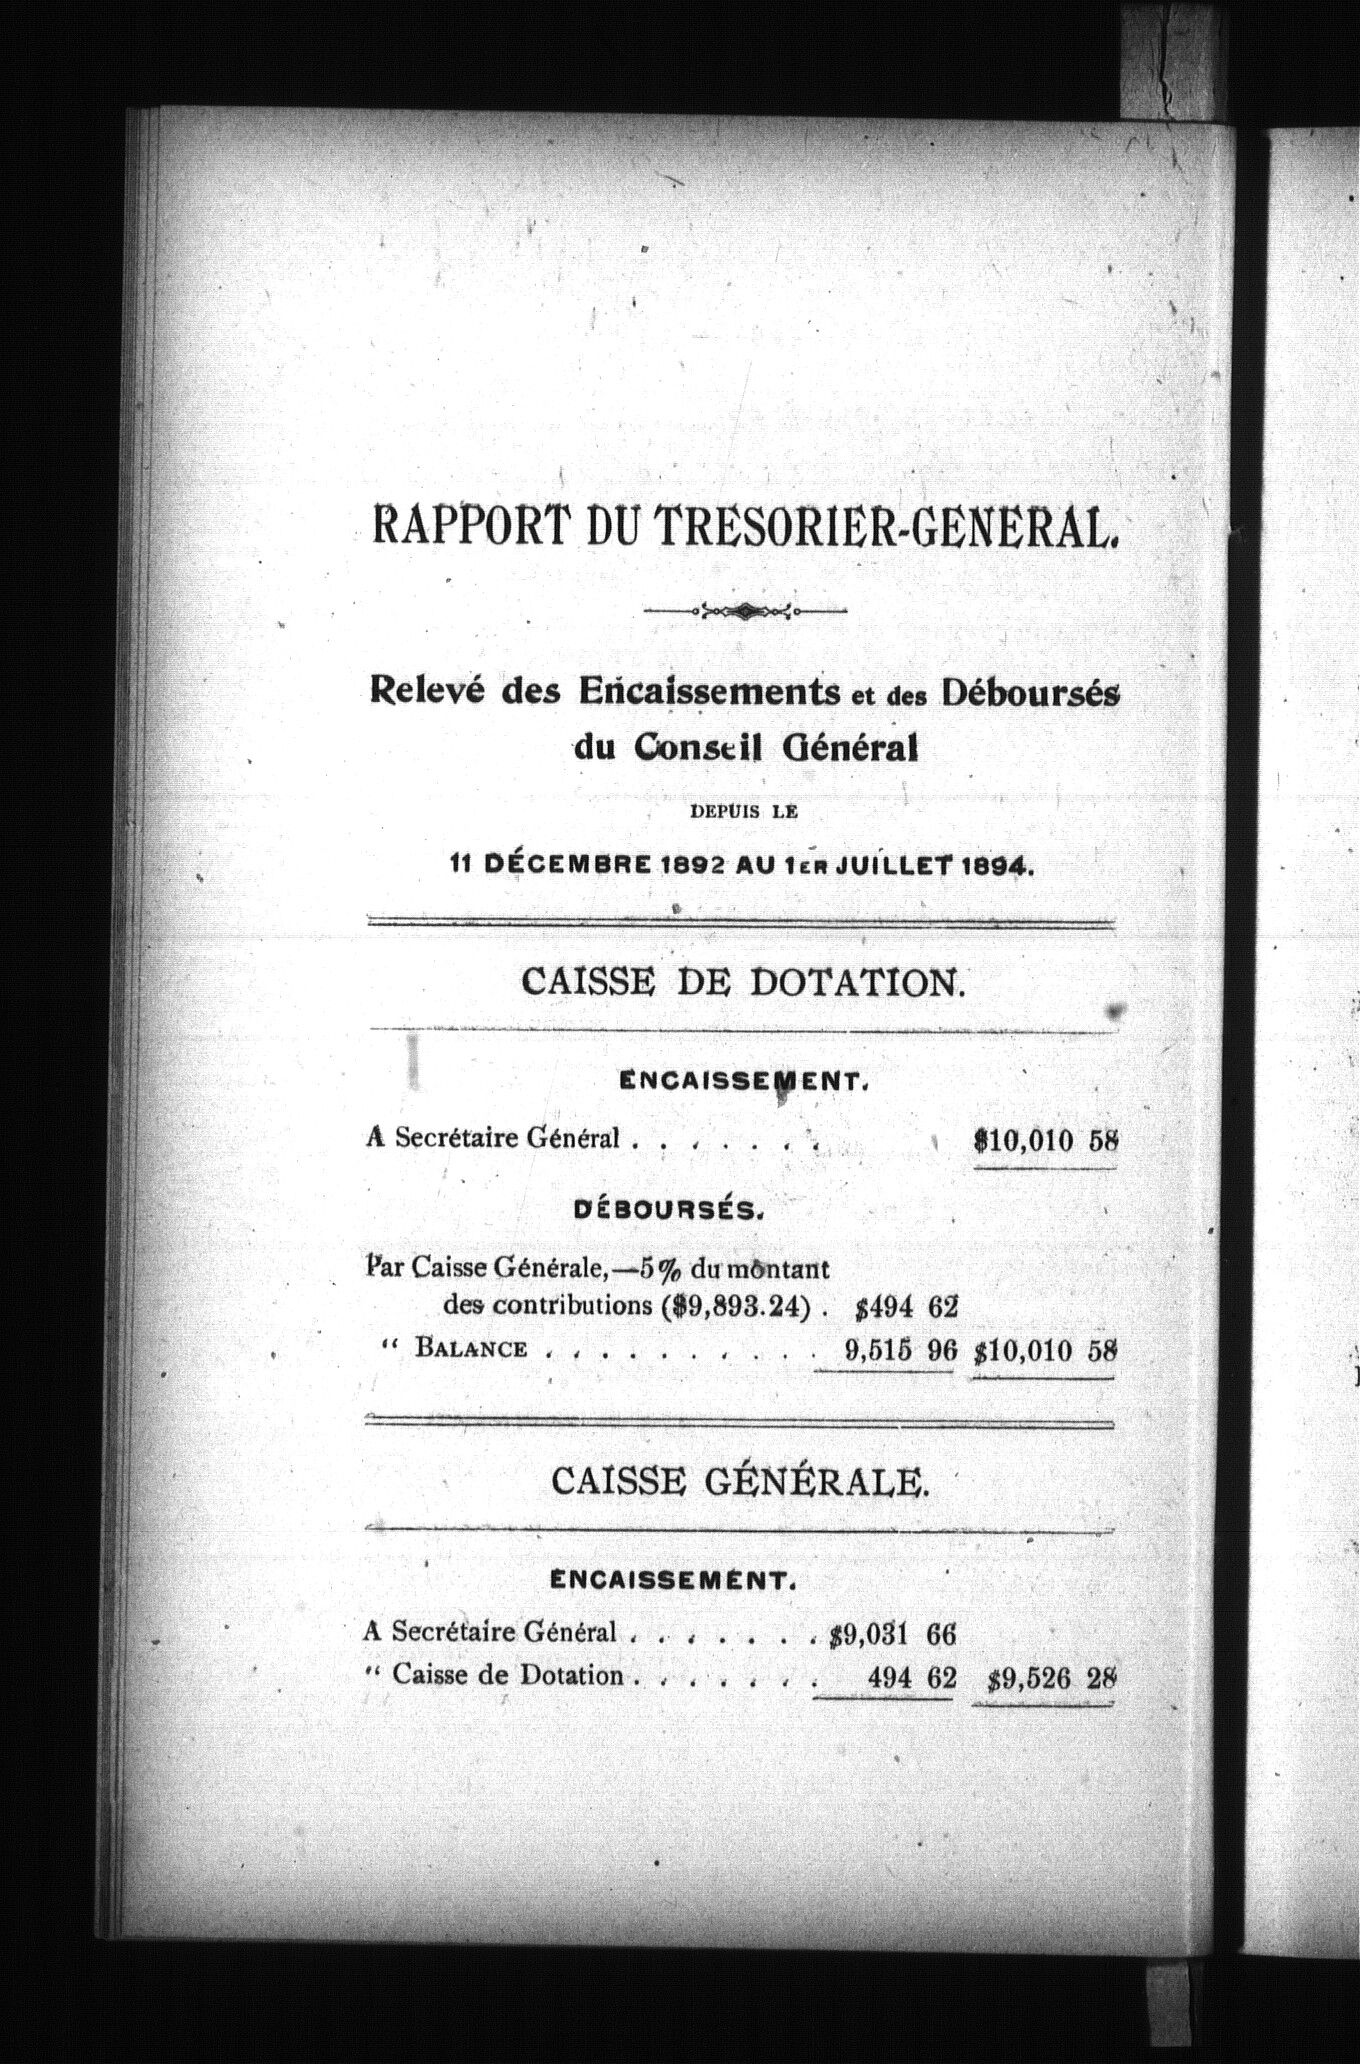 RAPPORT DU TRESORIER-GENERAL.
Relevé des Encaissements et des Déboursés
du Conseil Général
DEPUIS LE
11 DÉCEMBRE 1892 AU 1ER JUILLET 1894.
CAISSE DE DOTATION.
ENCAISSEMENT.
A Secrétaire Général . . . . . . . $10,010 58
DÉBOURSÉS.
Par Caisse Générale,—5% du montant
des contributions ($9,893.24) . $494 62
“ BALANCE . . . . . . . . . . 9,515 96 $10,010 58
CAISSE GÉNÉRALE.
ENCAISSEMENT.
A Secrétaire Général . . . . . . . $9,031 66
“ Caisse de Dotation . . . . . . . 494 62 $9,526 28